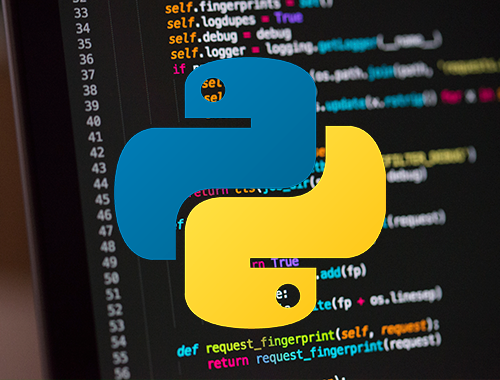 32
33 self.fingerprints = set()
34 self.logdupes = True
35 self.debug = debug
36 self.logger = logging.getLogger(__name__)
37 if
38 sel (os.path.join(path, 'requests.
39 sel
40 .update(x.rstrip() for x in
41
42
43
44 return cls(job_dir( debug)
45
46
47 (request)
48
49 rn True
50 .add(fp)
51 e:
52 ite(fp + os.linesep)
53
54 def request_fingerprint(self, request):
55 return request_fingerprint(request)
56